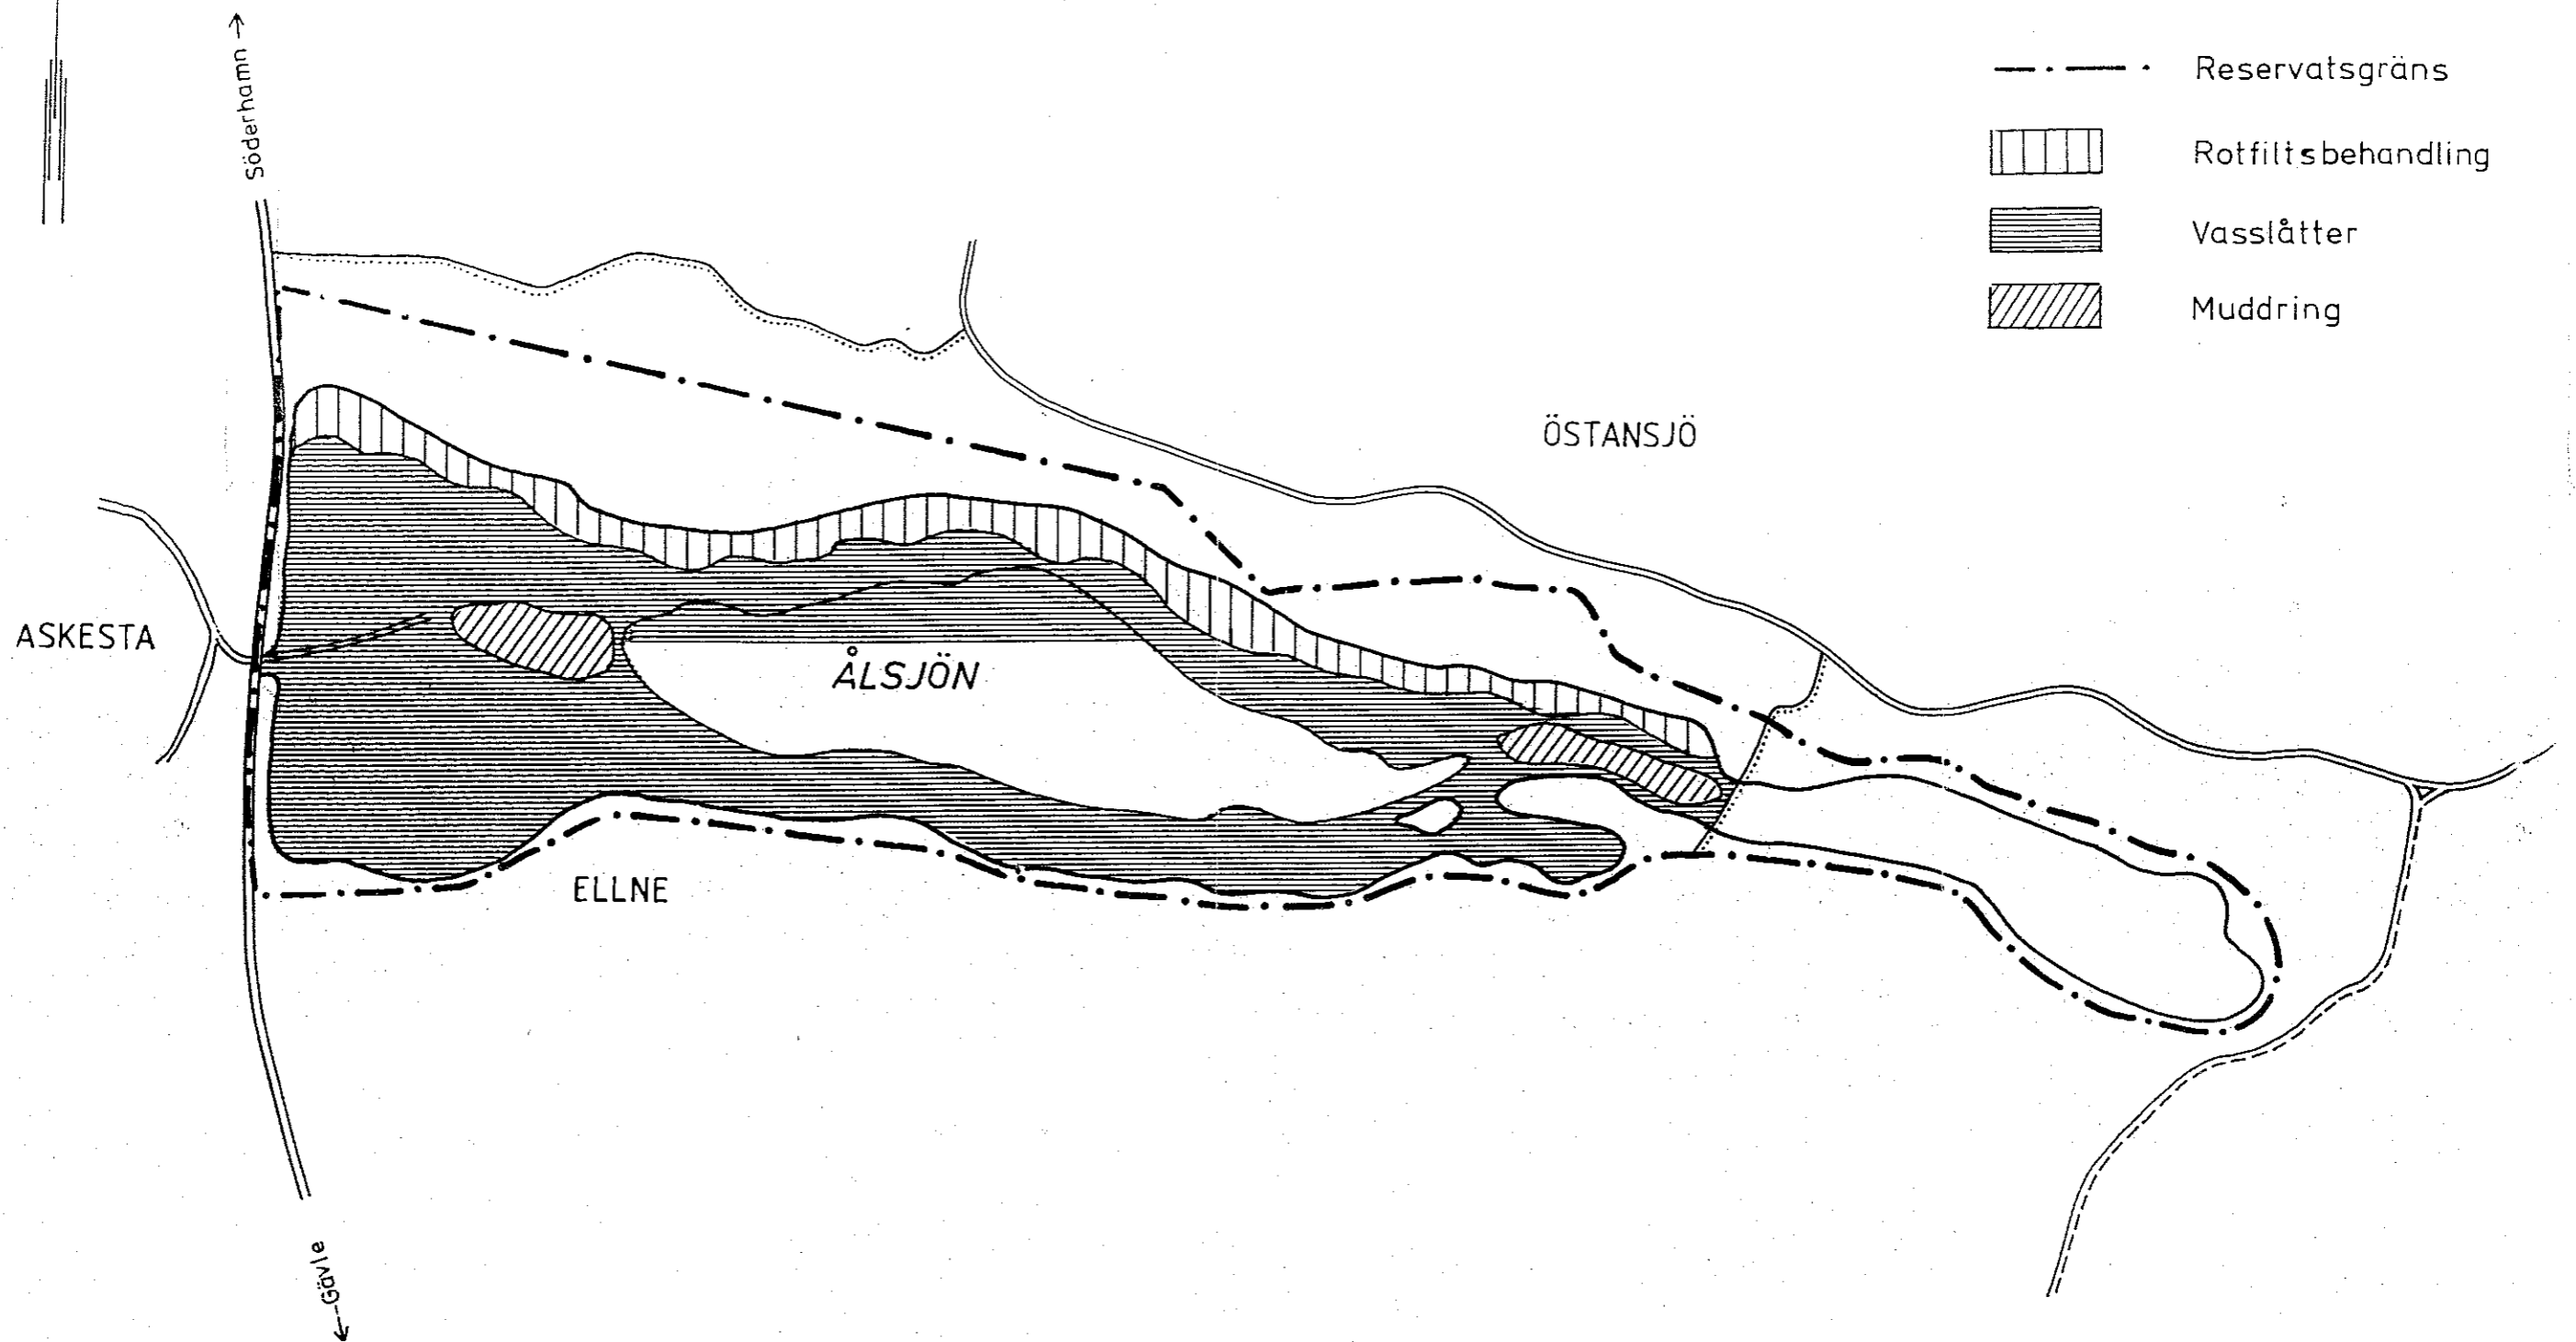 Söderhamn
Reservatsgräns
Rotfiltsbehandling
Vasslåtter
Muddring
ÖSTANSJÖ
ASKESTA
ÅLSJÖN
ELLNE
Gävle